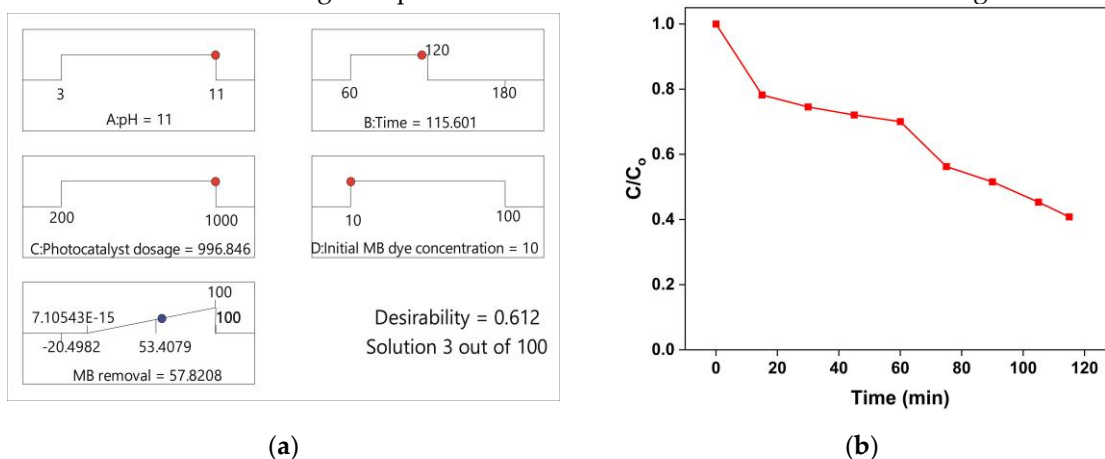 3
11
A:pH = 11
120
60
180
B:Time = 115.601
200
1000
C:Photocatalyst dosage = 996.846
10
100
D:Initial MB dye concentration = 10
100
7.10543E-15
100
-20.4982
53.4079
MB removal = 57.8208
Desirability = 0.612
Solution 3 out of 100
(a)
1.0
0.8
0.6
0.4
0.2
0.0
C/Co
0 20 40 60 80 100 120
Time (min)
(b)